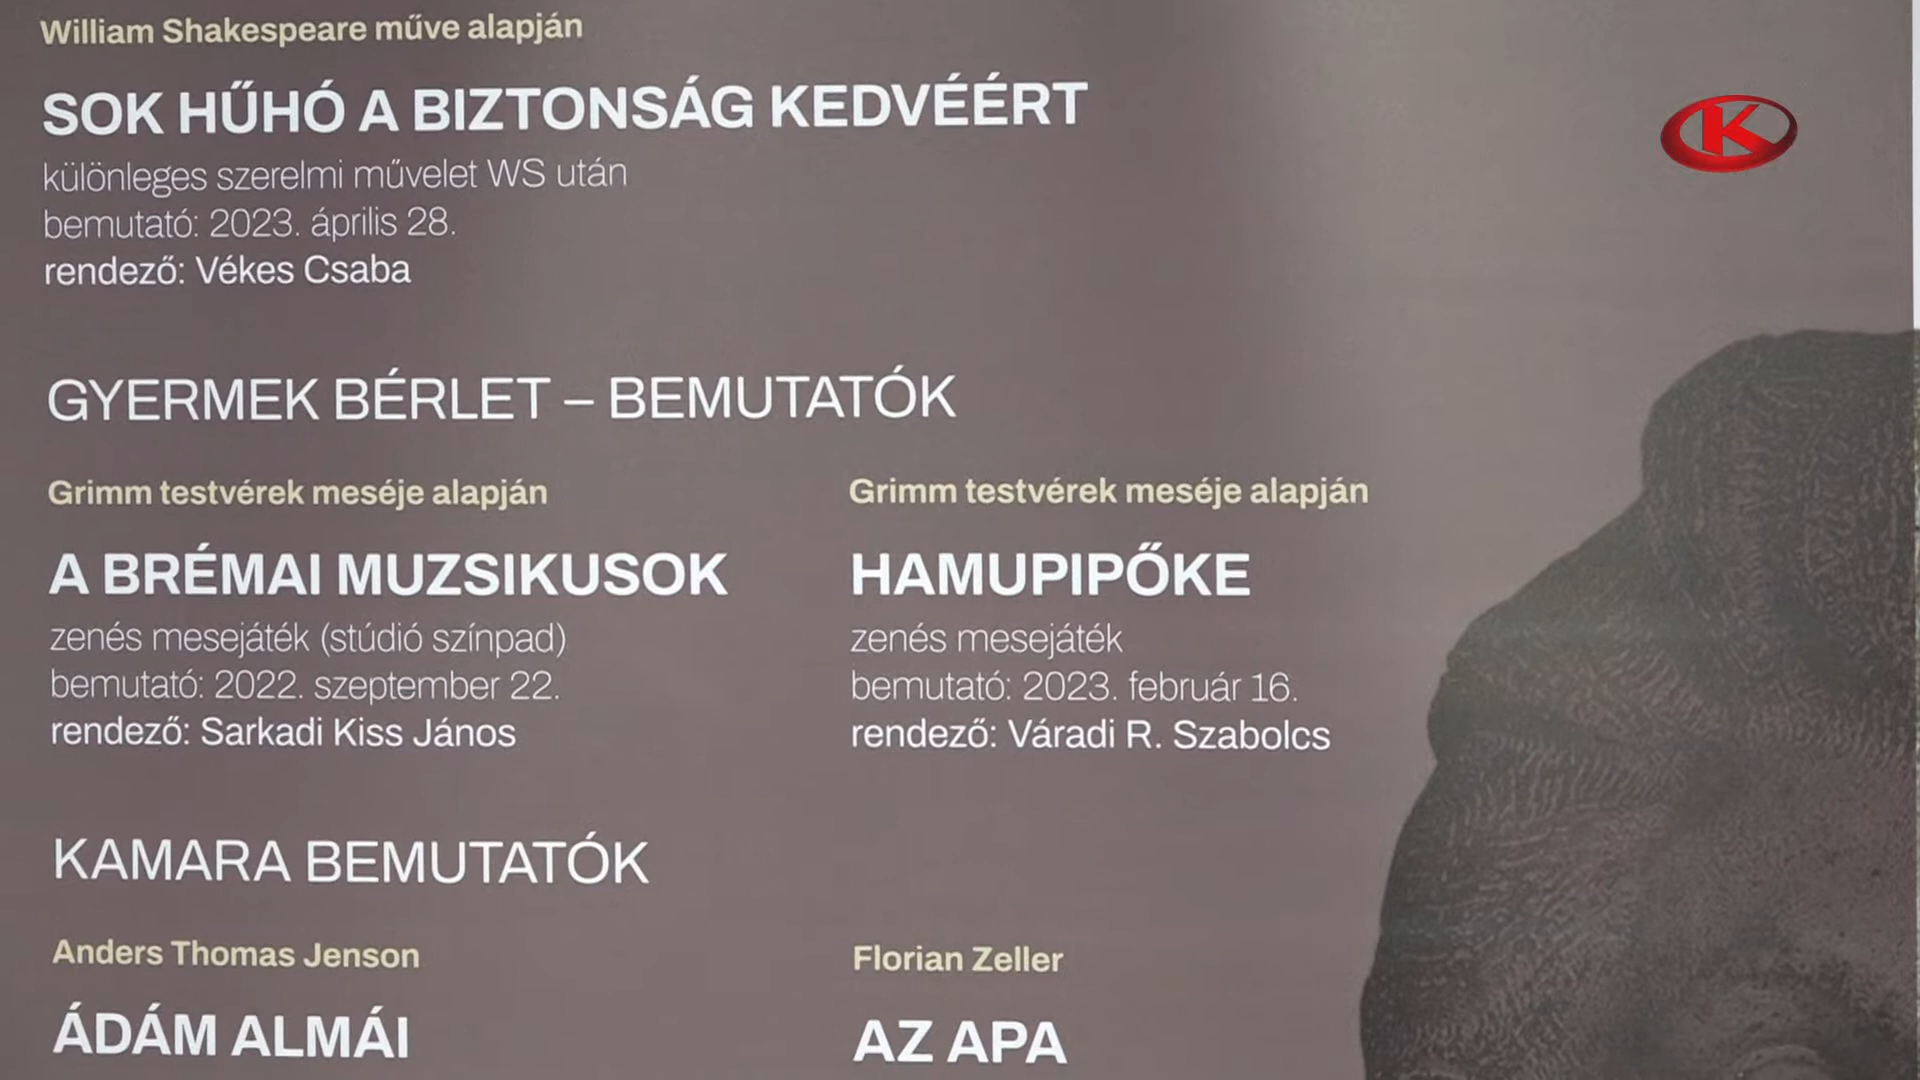 William Shakespeare műve alapján
SOK HŰHÓ A BIZTONSÁG KEDVÉÉRT
különleges szerelmi művelet WS után
bemutató: 2023. április 28.
rendező: Vékes Csaba
GYERMEK BÉRLET – BEMUTATÓK
Grimm testvérek meséje alapján
A BRÉMAI MUZSIKUSOK
zenés mesejáték (stúdió színpad)
bemutató: 2022. szeptember 22.
rendező: Sarkadi Kiss János
Grimm testvérek meséje alapján
HAMUPIPŐKE
zenés mesejáték
bemutató: 2023. február 16.
rendező: Váradi R. Szabolcs
KAMARA BEMUTATÓK
Anders Thomas Jenson
ÁDÁM ALMÁI
Florian Zeller
AZ APA
K